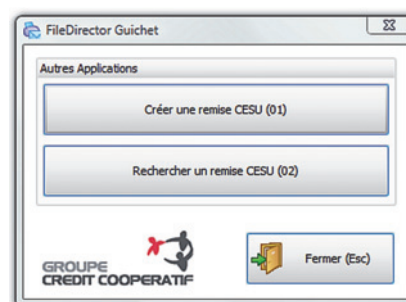 FileDirector Guichet
Autres Applications
Créer une remise CESU (01)
Rechercher un remise CESU (02)
GROUPE
CREDIT COOPERATIF
Fermer (Esc)